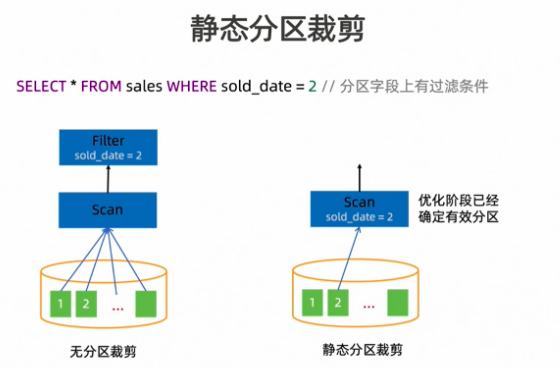 静态分区裁剪
SELECT * FROM sales WHERE sold_date = 2 // 分区字段上有过滤条件
Filter
sold_date = 2
Scan
1 2 ...
无分区裁剪
Scan
sold_date = 2
优化阶段已经
确定有效分区
1 2 ...
静态分区裁剪